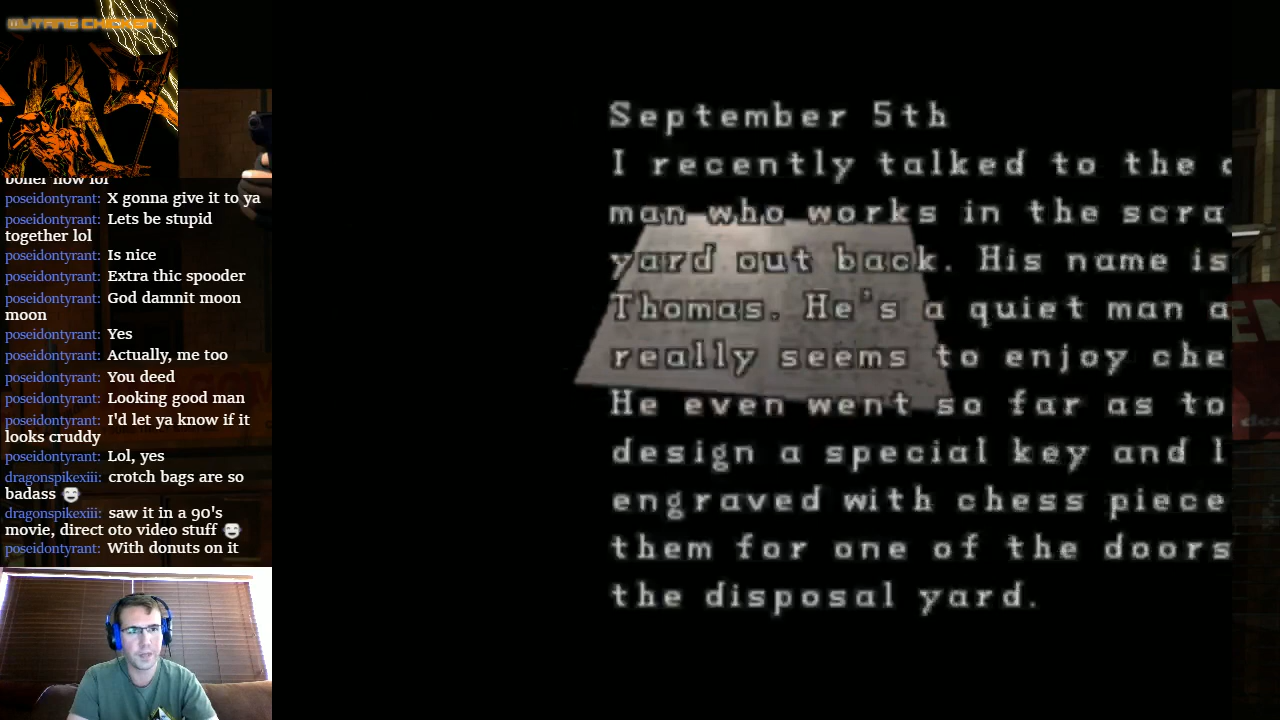 WUTANG CHICKEN
boiler now lol
poseidontyrant: X gonna give it to ya
poseidontyrant: Lets be stupid
together lol
poseidontyrant: Is nice
poseidontyrant: Extra thic spooder
poseidontyrant: God damnit moon
moon
poseidontyrant: Yes
poseidontyrant: Actually, me too
poseidontyrant: You deed
poseidontyrant: Looking good man
poseidontyrant: I'd let ya know if it
looks cruddy
poseidontyrant: Lol, yes
dragonspikexiii: crotch bags are so
badass
dragonspikexiii: saw it in a 90's
movie, direct oto video stuff
poseidontyrant: With donuts on it
September 5th
I recently talked to the
man who works in the scra
yard out back. His name is
Thomas. He's a quiet man a
really seems to enjoy che
He even went so far as to
design a special key and l
engraved with chess piece
them for one of the doors
the disposal yard.